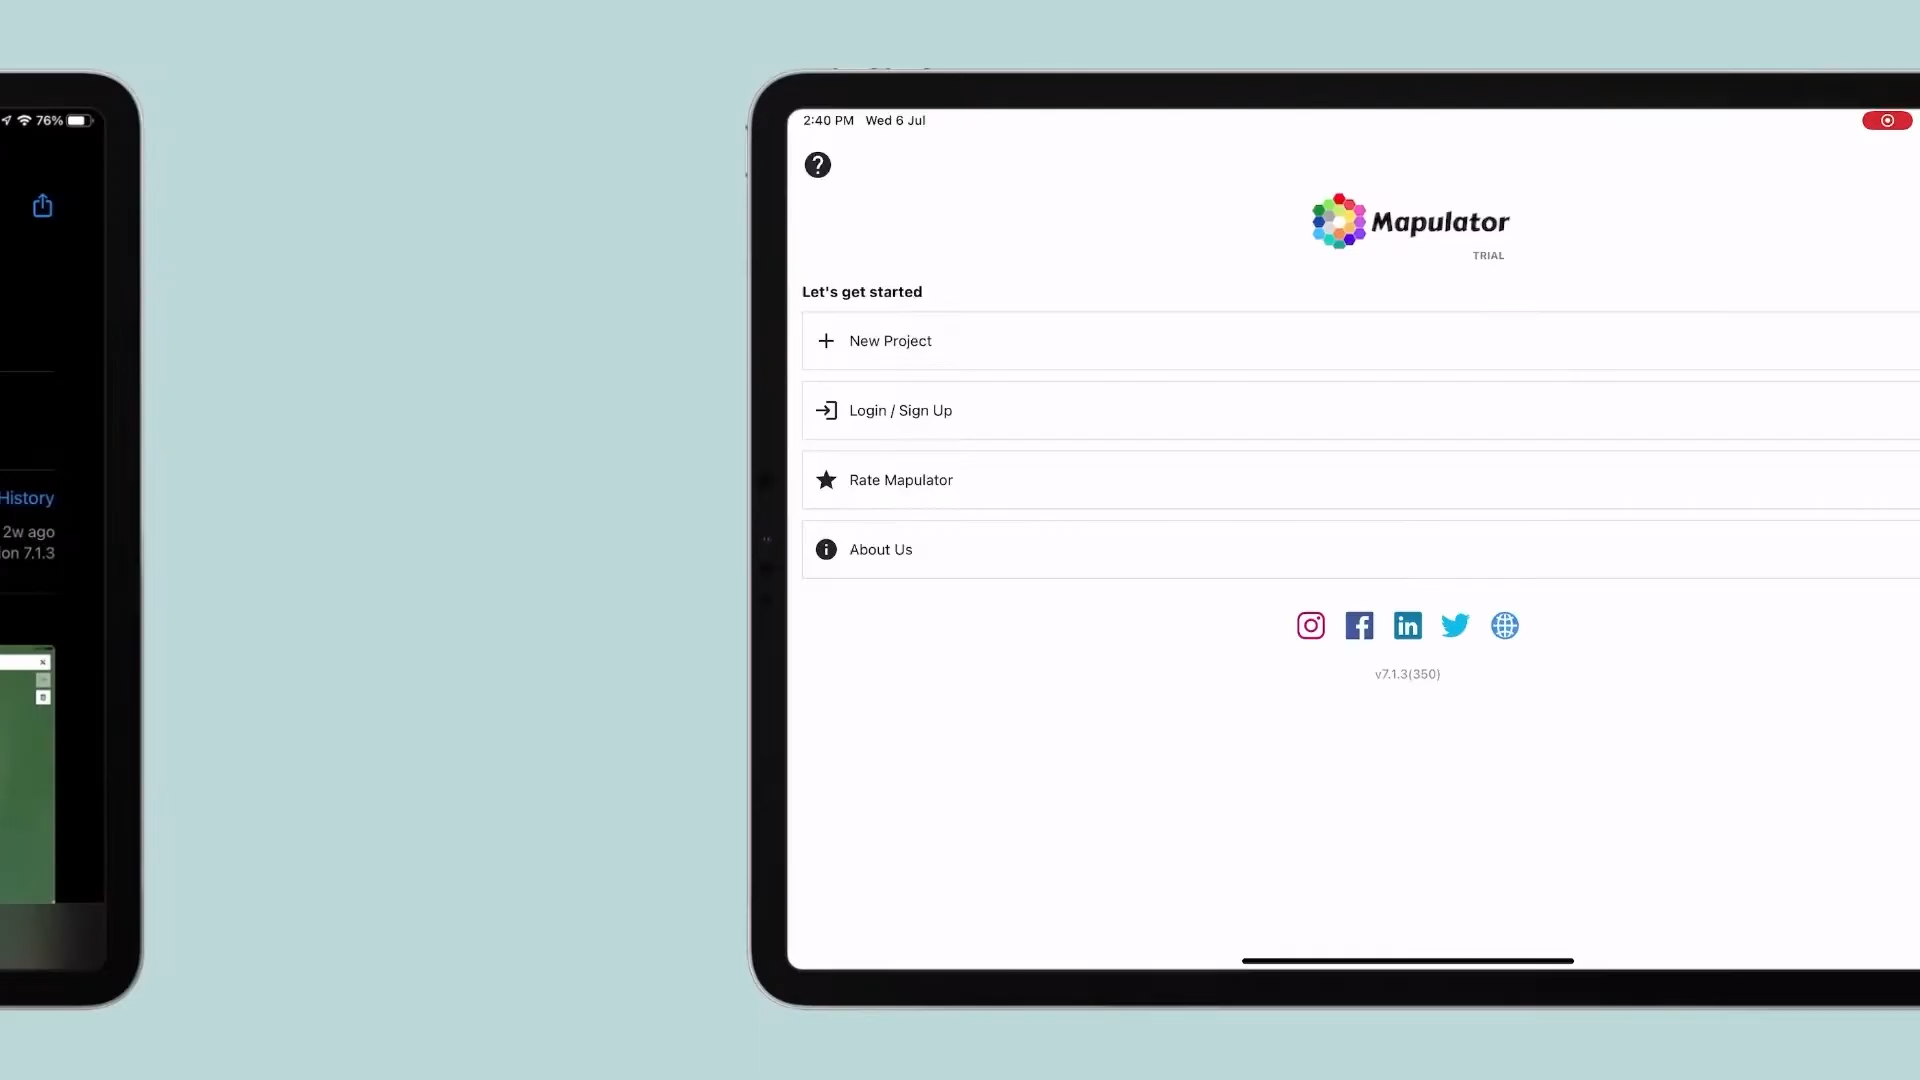 76%
History
2w ago
ion 7.1.3
2:40 PM Wed 6 Jul
Mapulator
TRIAL
Let's get started
New Project
Login / Sign Up
Rate Mapulator
About Us
v7.1.3(350)